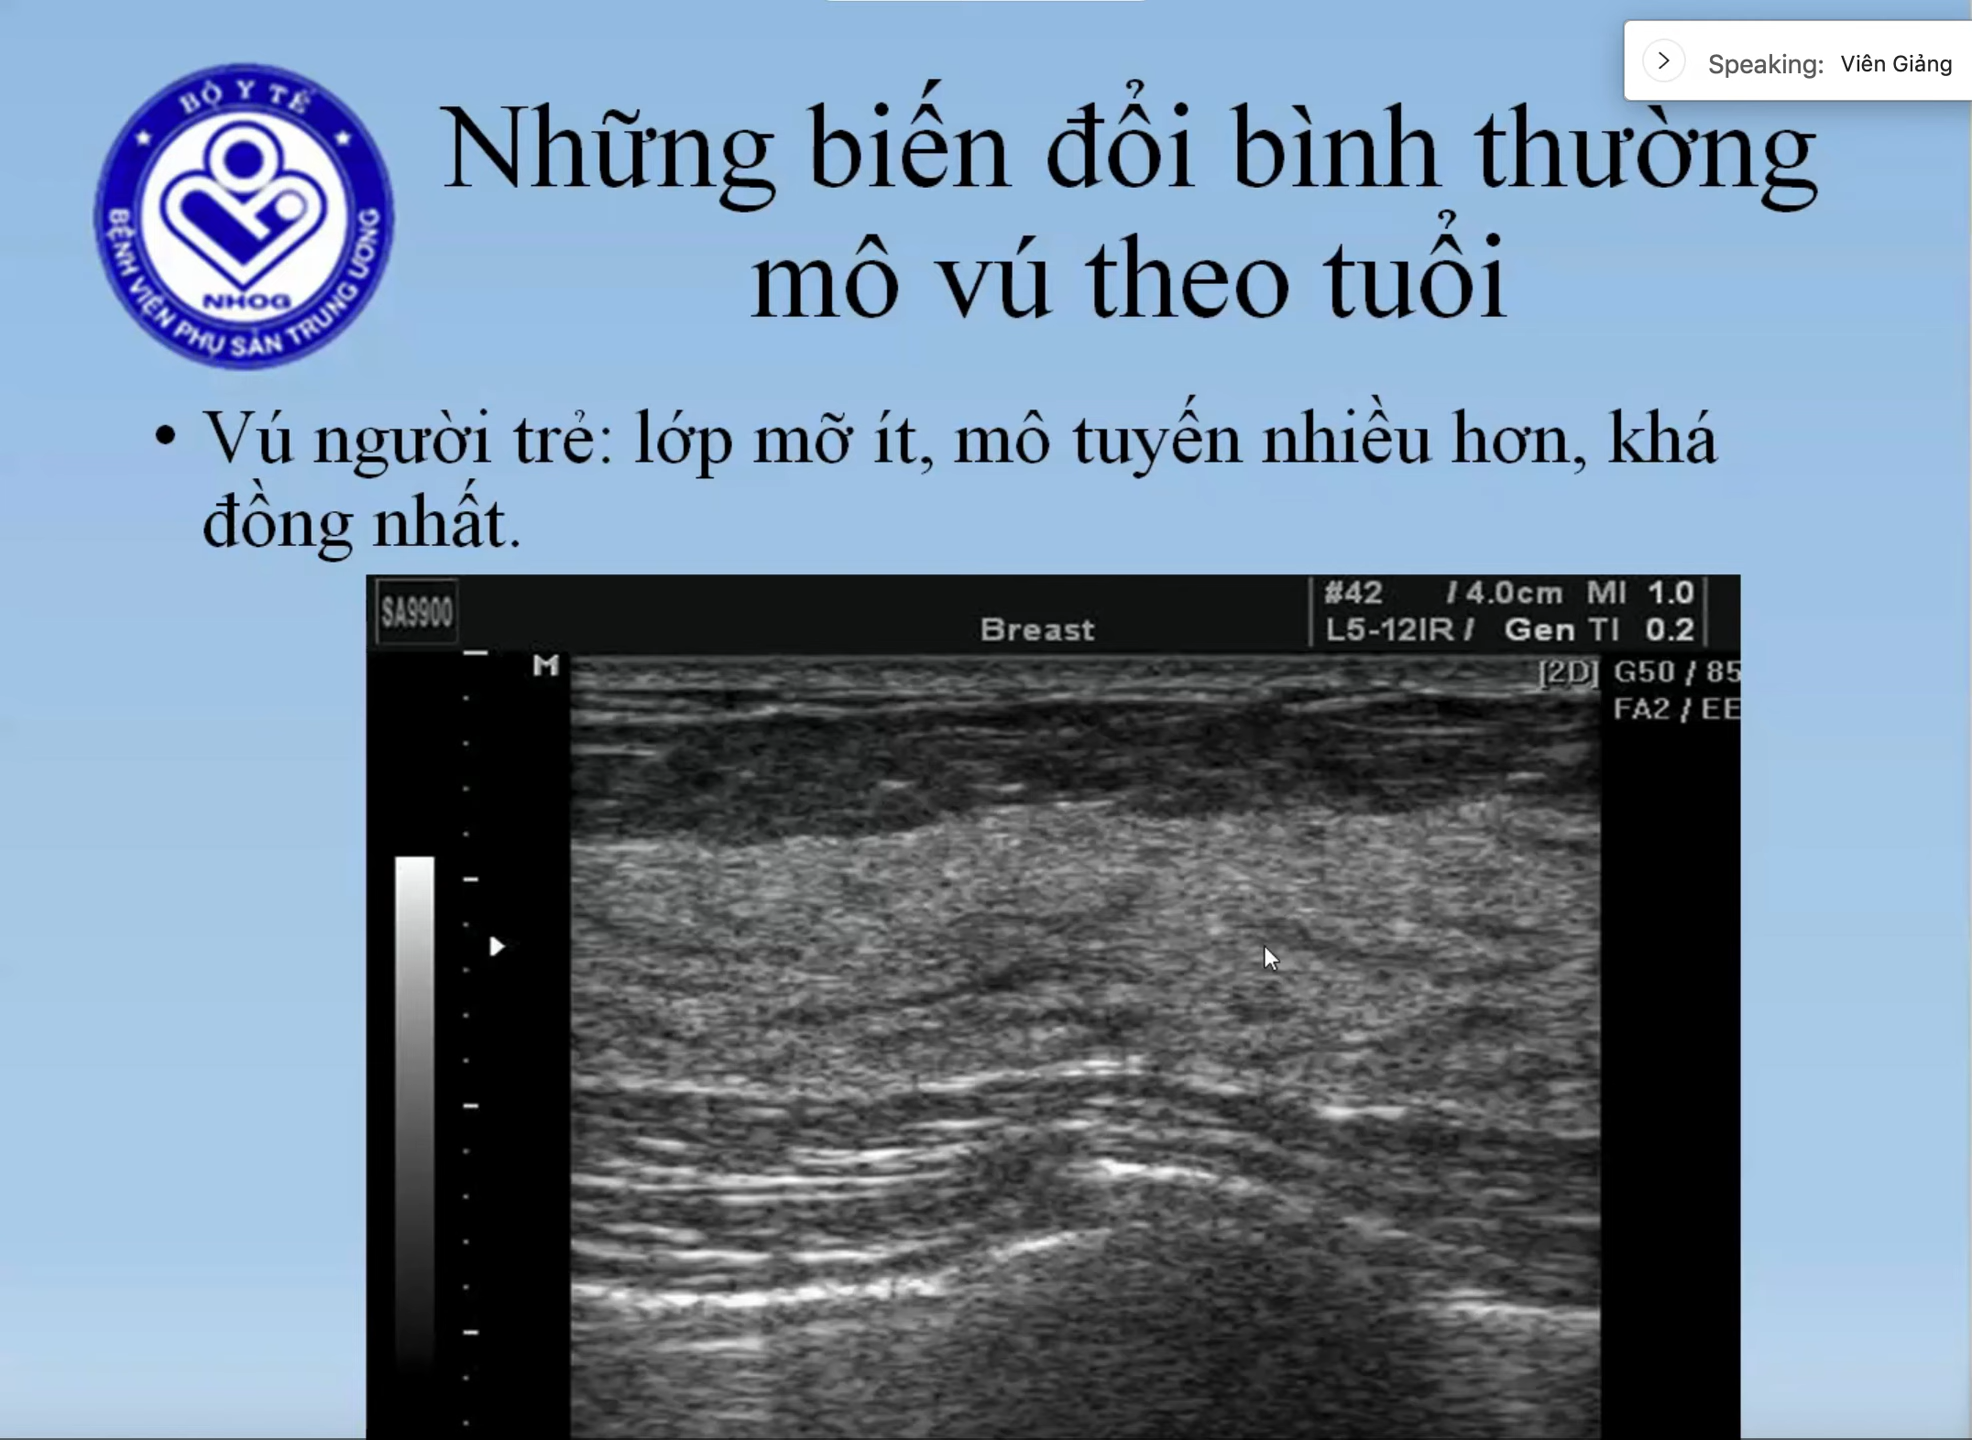 Speaking: Viên Giảng
BỘ Y TẾ
BỆNH VIỆN PHỤ SẢN TRUNG ƯƠNG
NHOG
Những biến đổi bình thường
mô vú theo tuổi
• Vú người trẻ: lớp mỡ ít, mô tuyến nhiều hơn, khá
đồng nhất.
SA9900
Breast
#42 / 4.0cm MI 1.0
L5-12IR / Gen TI 0.2
M
[2D] G50 / 85
FA2 / EE